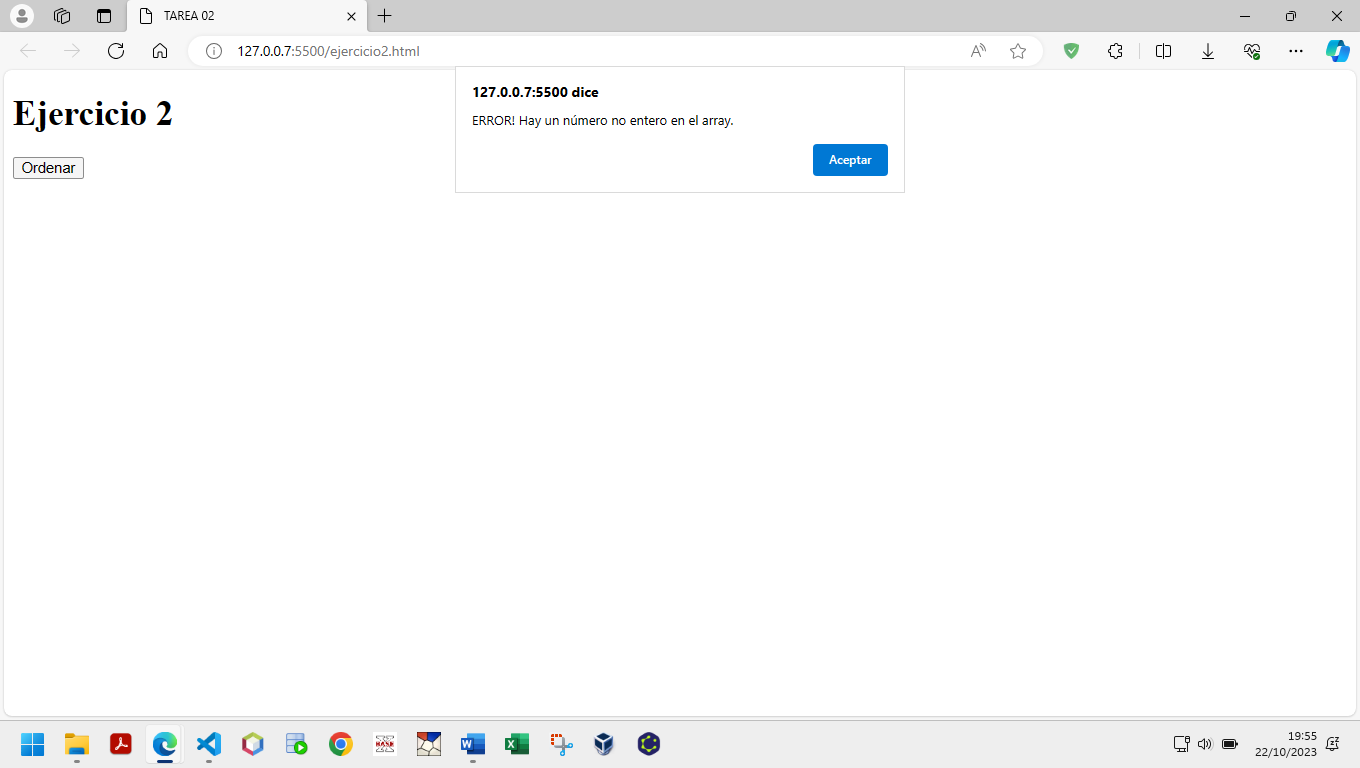 TAREA 02
127.0.0.7:5500/ejercicio2.html
127.0.0.7:5500 dice
ERROR! Hay un número no entero en el array.
Aceptar
Ejercicio 2
Ordenar
BASE
19:55
22/10/2023